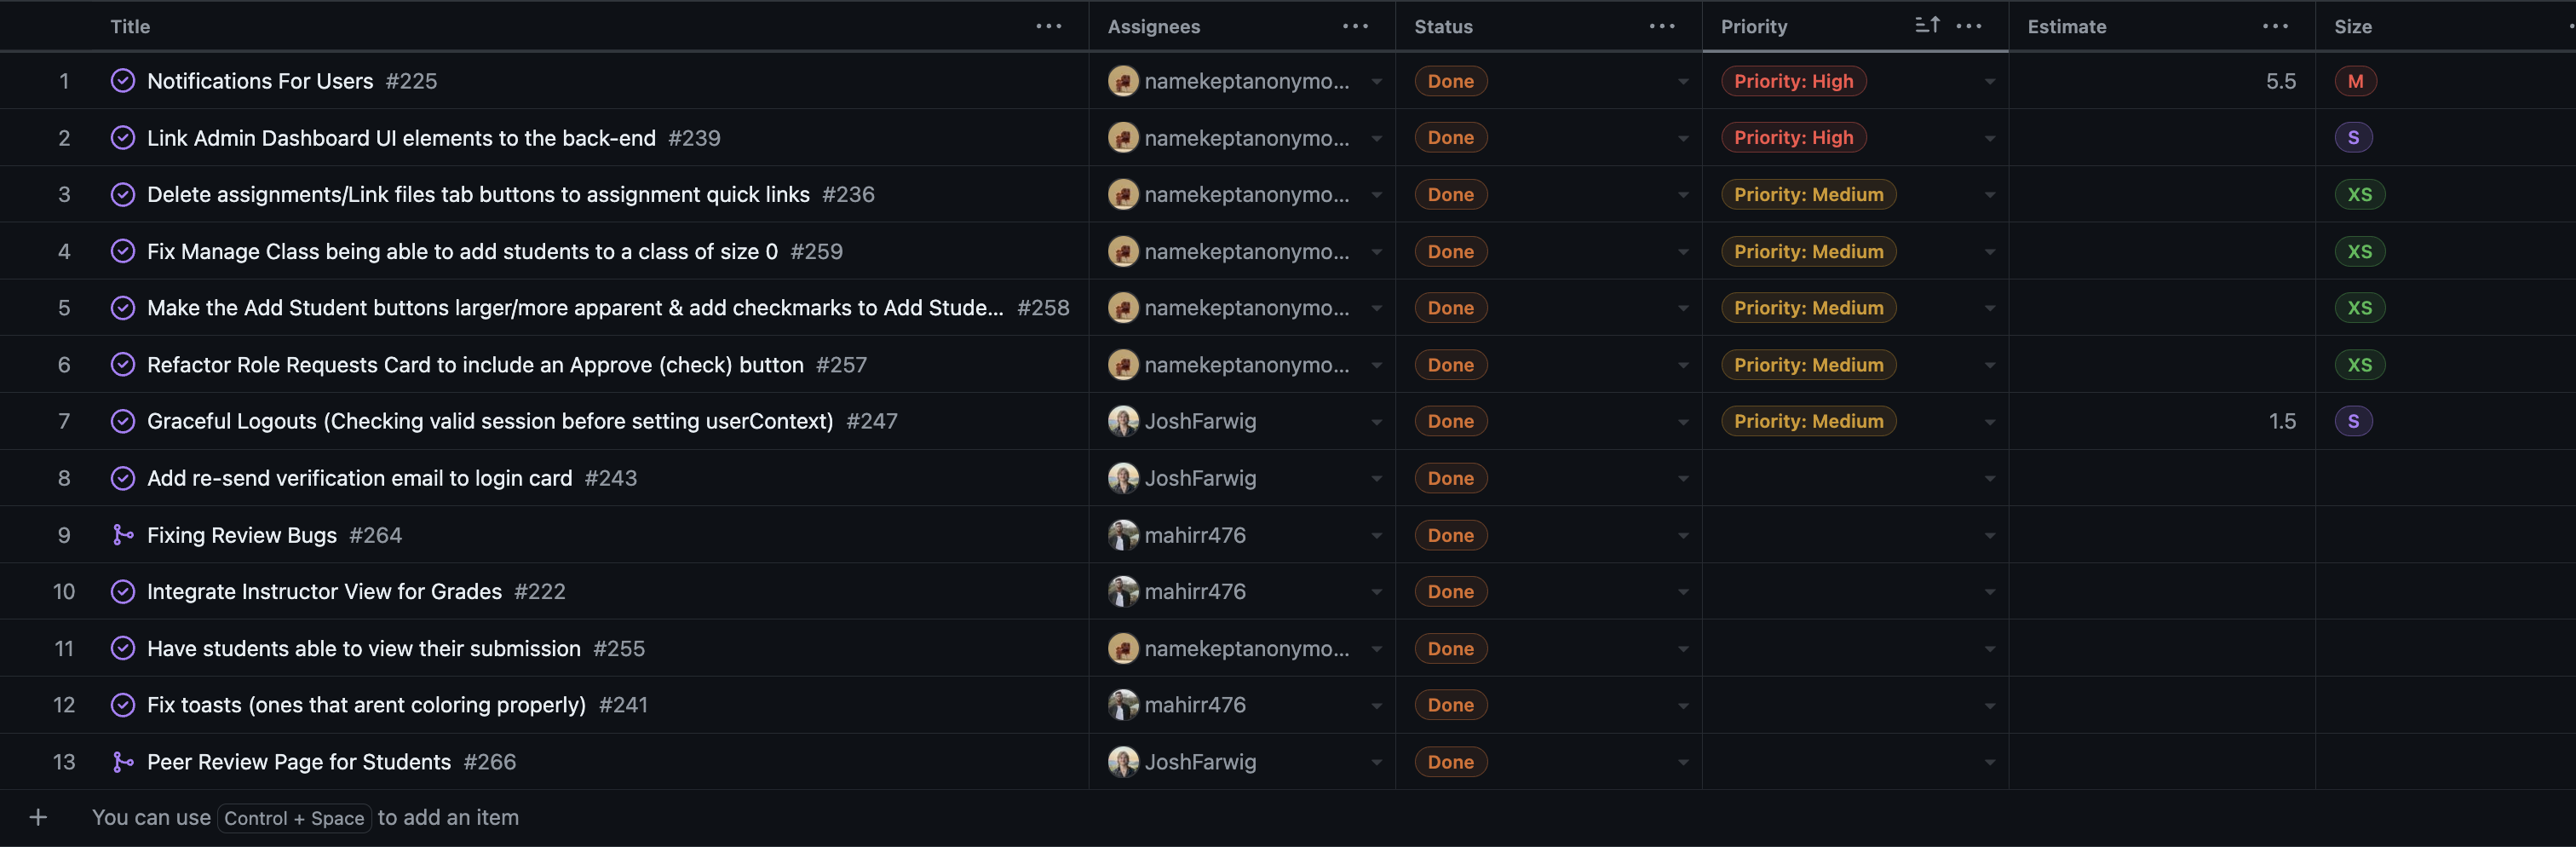 Title Assignees Status Priority Estimate Size
1 Notifications For Users #225 namekeptanonymo... Done Priority: High 5.5 M
2 Link Admin Dashboard UI elements to the back-end #239 namekeptanonymo... Done Priority: High S
3 Delete assignments/Link files tab buttons to assignment quick links #236 namekeptanonymo... Done Priority: Medium XS
4 Fix Manage Class being able to add students to a class of size 0 #259 namekeptanonymo... Done Priority: Medium XS
5 Make the Add Student buttons larger/more apparent & add checkmarks to Add Stude... #258 namekeptanonymo... Done Priority: Medium XS
6 Refactor Role Requests Card to include an Approve (check) button #257 namekeptanonymo... Done Priority: Medium XS
7 Graceful Logouts (Checking valid session before setting userContext) #247 JoshFarwig Done Priority: Medium 1.5 S
8 Add re-send verification email to login card #243 JoshFarwig Done
9 Fixing Review Bugs #264 mahirr476 Done
10 Integrate Instructor View for Grades #222 mahirr476 Done
11 Have students able to view their submission #255 namekeptanonymo... Done
12 Fix toasts (ones that arent coloring properly) #241 mahirr476 Done
13 Peer Review Page for Students #266 JoshFarwig Done
+ You can use Control + Space to add an item